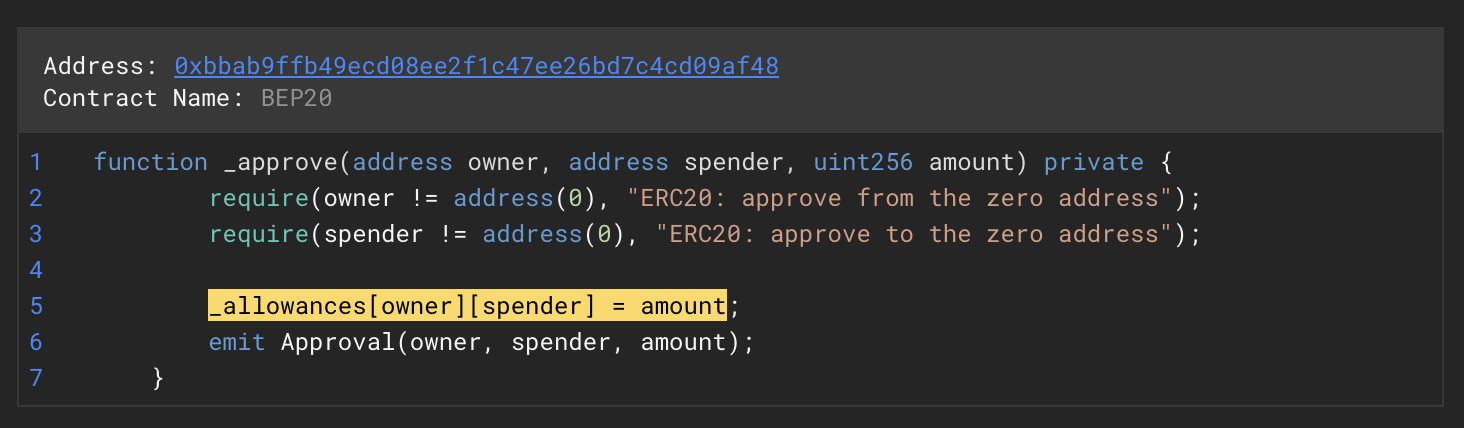 Address: 0xbbab9ffb49ecd08ee2f1c47ee26bd7c4cd09af48
Contract Name: BEP20
1 function _approve(address owner, address spender, uint256 amount) private {
2 require(owner != address(0), "ERC20: approve from the zero address");
3 require(spender != address(0), "ERC20: approve to the zero address");
4
5 _allowances[owner][spender] = amount;
6 emit Approval(owner, spender, amount);
7 }